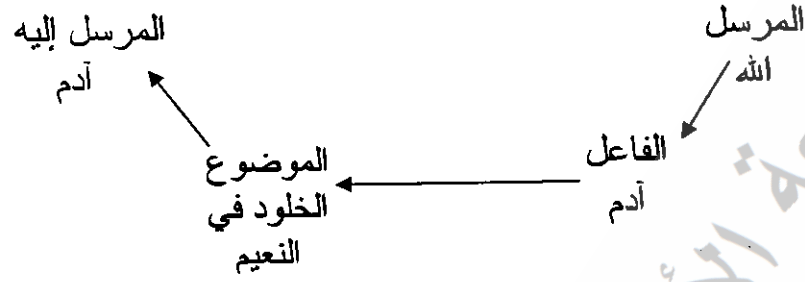 المرسل
الله
المرسل إليه
آدم
الفاعل
آدم
الموضوع
الخلود في
النعيم